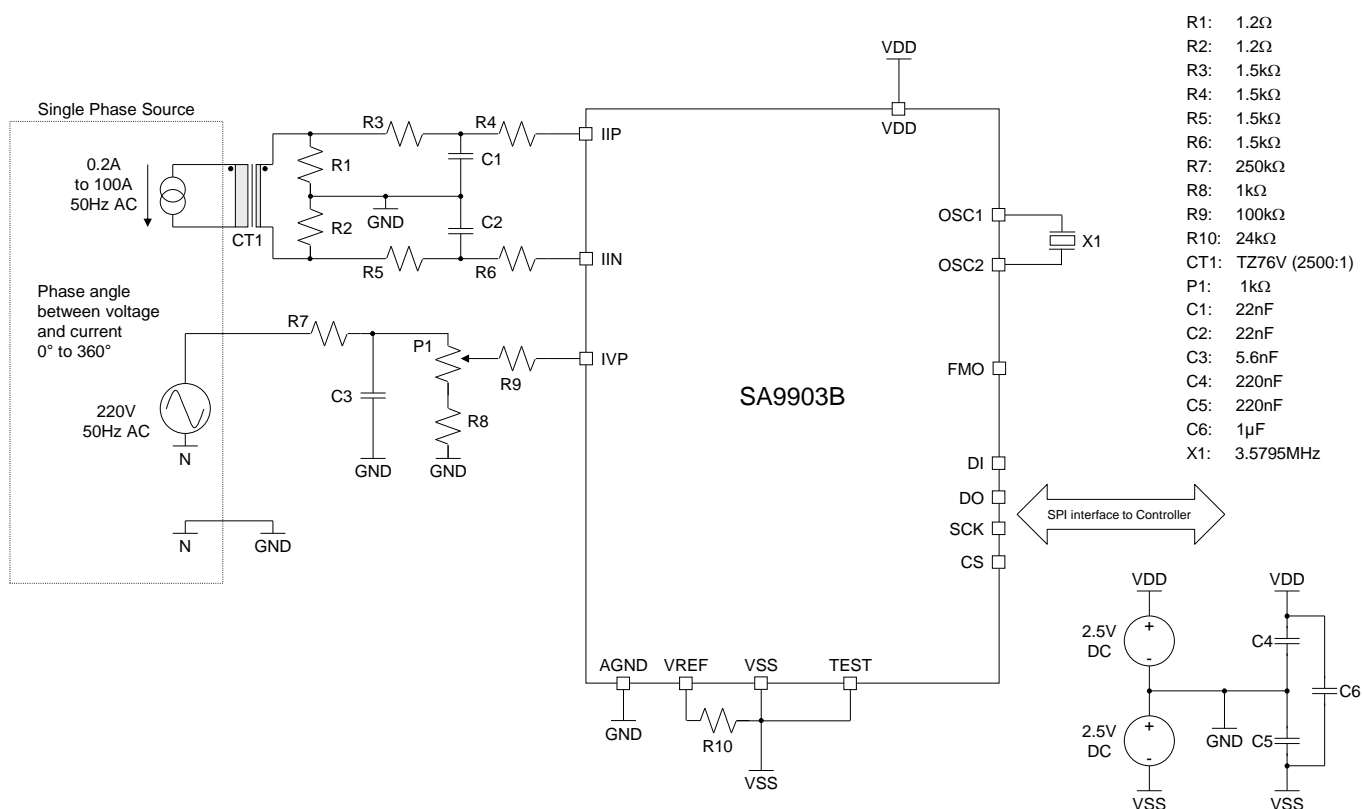 Single Phase Source
0.2A
to 100A
50Hz AC
CT1
R1
R2
GND
R3
R4
C1
C2
R5
R6
Phase angle
between voltage
and current
0° to 360°
220V
50Hz AC
N
R7
C3
GND
P1
R8
GND
R9
N
GND
IIP
IIN
IVP
SA9903B
VDD
VDD
OSC1
OSC2
X1
FMO
DI
DO
SCK
CS
SPI interface to Controller
AGND
VREF
VSS
TEST
GND
R10
VSS
R1: 1.2Ω
R2: 1.2Ω
R3: 1.5kΩ
R4: 1.5kΩ
R5: 1.5kΩ
R6: 1.5kΩ
R7: 250kΩ
R8: 1kΩ
R9: 100kΩ
R10: 24kΩ
CT1: TZ76V (2500:1)
P1: 1kΩ
C1: 22nF
C2: 22nF
C3: 5.6nF
C4: 220nF
C5: 220nF
C6: 1µF
X1: 3.5795MHz
VDD
VDD
2.5V
DC
+
-
C4
C6
2.5V
DC
+
-
GND
C5
VSS
VSS